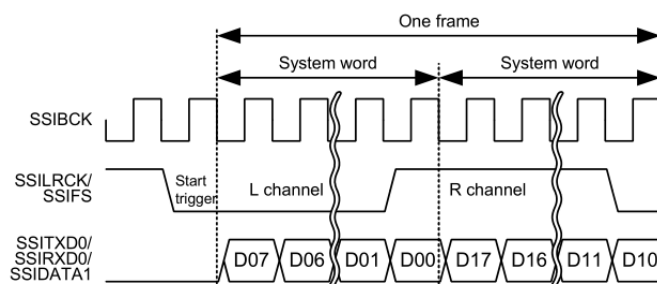 One frame
System word System word
SSIBCK
SSILRCK/
SSIFS
Start
trigger
L channel R channel
SSITXD0/
SSIRXD0/
SSIDATA1
D07 D06 D01 D00 D17 D16 D11 D10